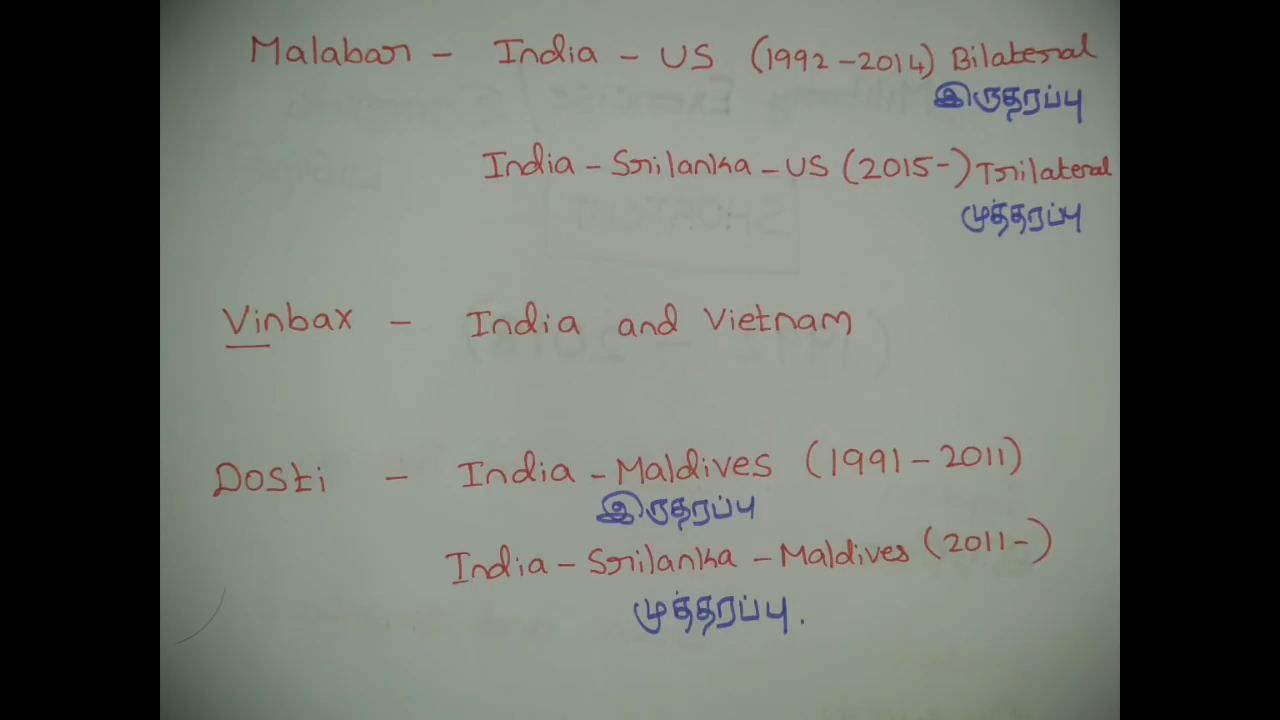 Malabar - India - US (1992-2014) Bilateral
இருதரப்பு
India - Srilanka - US (2015-) Trilateral
முத்தரப்பு
Vinbax - India and Vietnam
Dosti - India - Maldives (1991-2011)
இருதரப்பு
India - Srilanka - Maldives (2011-)
முத்தரப்பு.